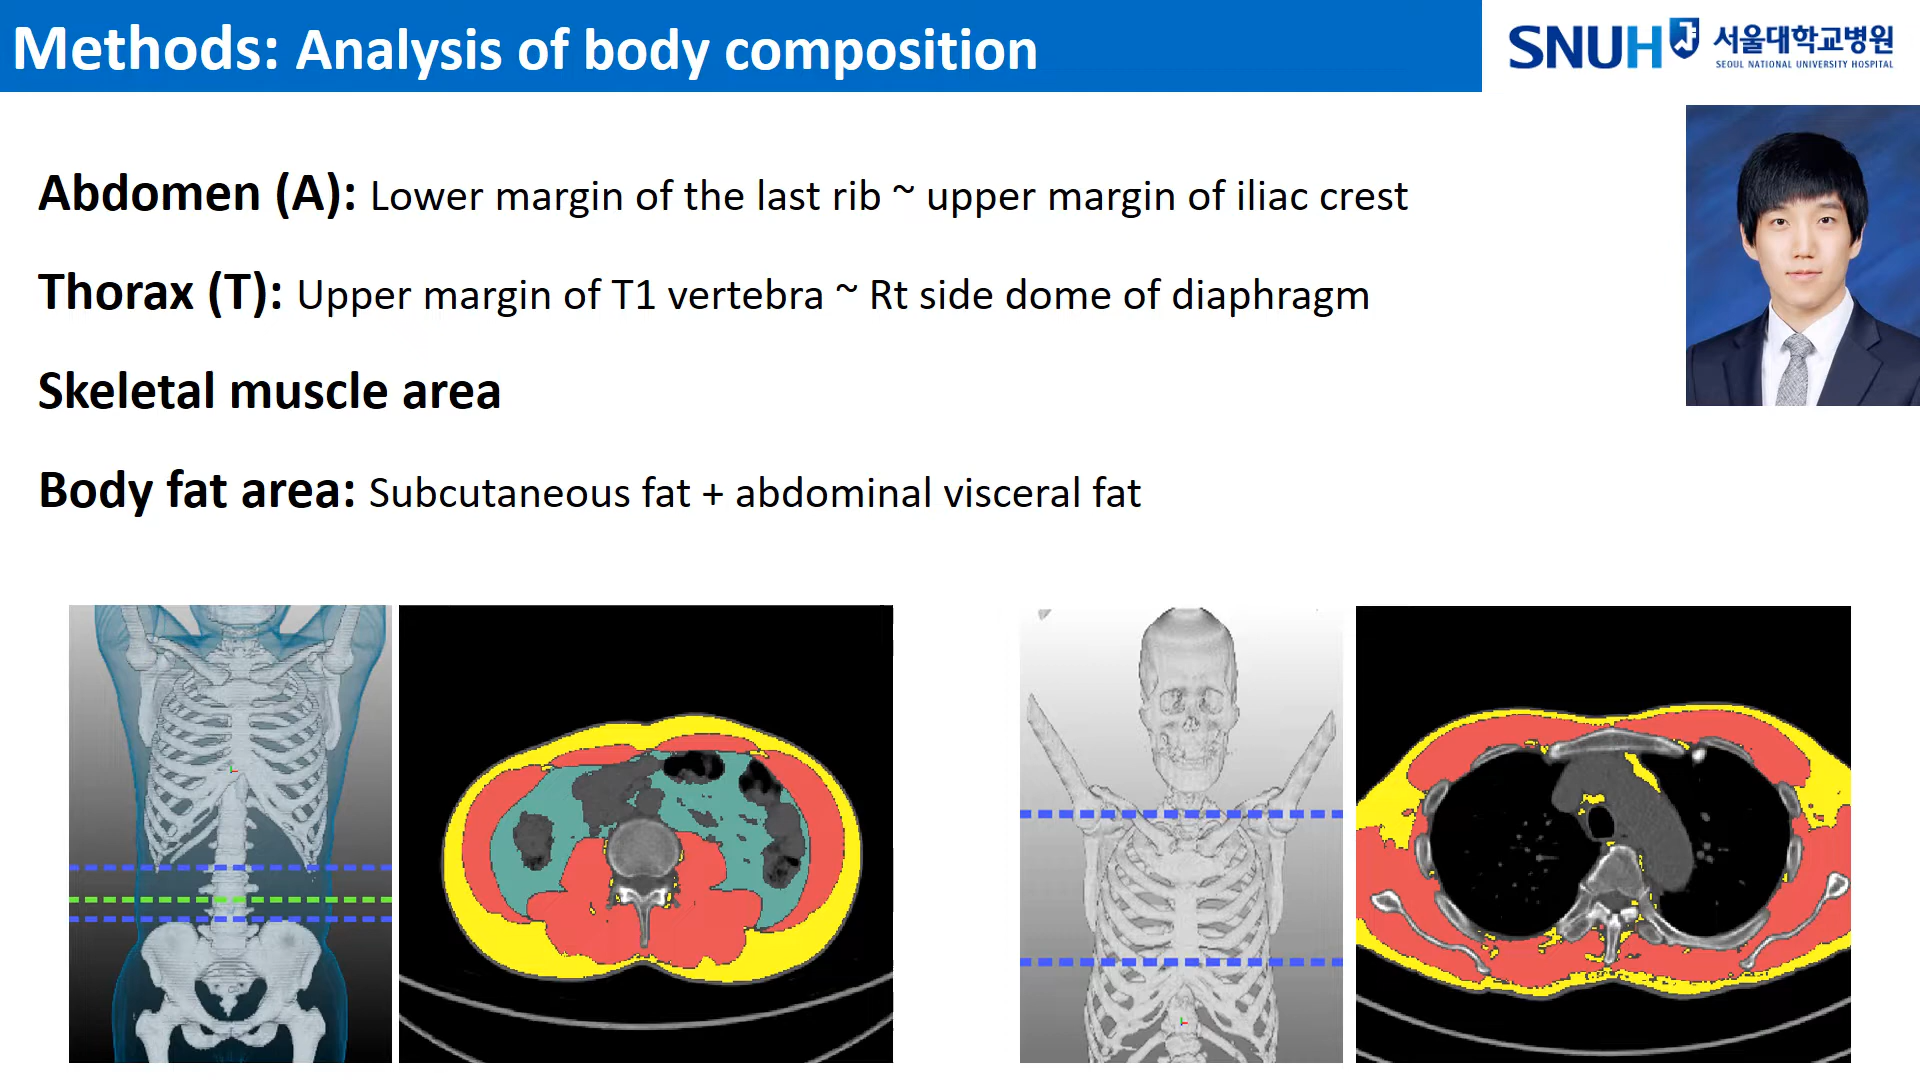 Methods: Analysis of body composition
SNUH 서울대학교병원
SEOUL NATIONAL UNIVERSITY HOSPITAL
Abdomen (A): Lower margin of the last rib ~ upper margin of iliac crest
Thorax (T): Upper margin of T1 vertebra ~ Rt side dome of diaphragm
Skeletal muscle area
Body fat area: Subcutaneous fat + abdominal visceral fat